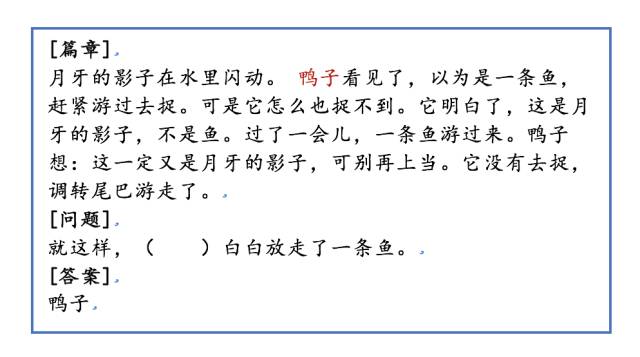 [篇章]
月牙的影子在水里闪动。 鸭子看见了，以为是一条鱼，
赶紧游过去捉。可是它怎么也捉不到。它明白了，这是月
牙的影子，不是鱼。过了一会儿，一条鱼游过来。鸭子
想：这一定又是月牙的影子，可别再上当。它没有去捉，
调转尾巴游走了。
[问题]
就这样，（　　）白白放走了一条鱼。
[答案]
鸭子